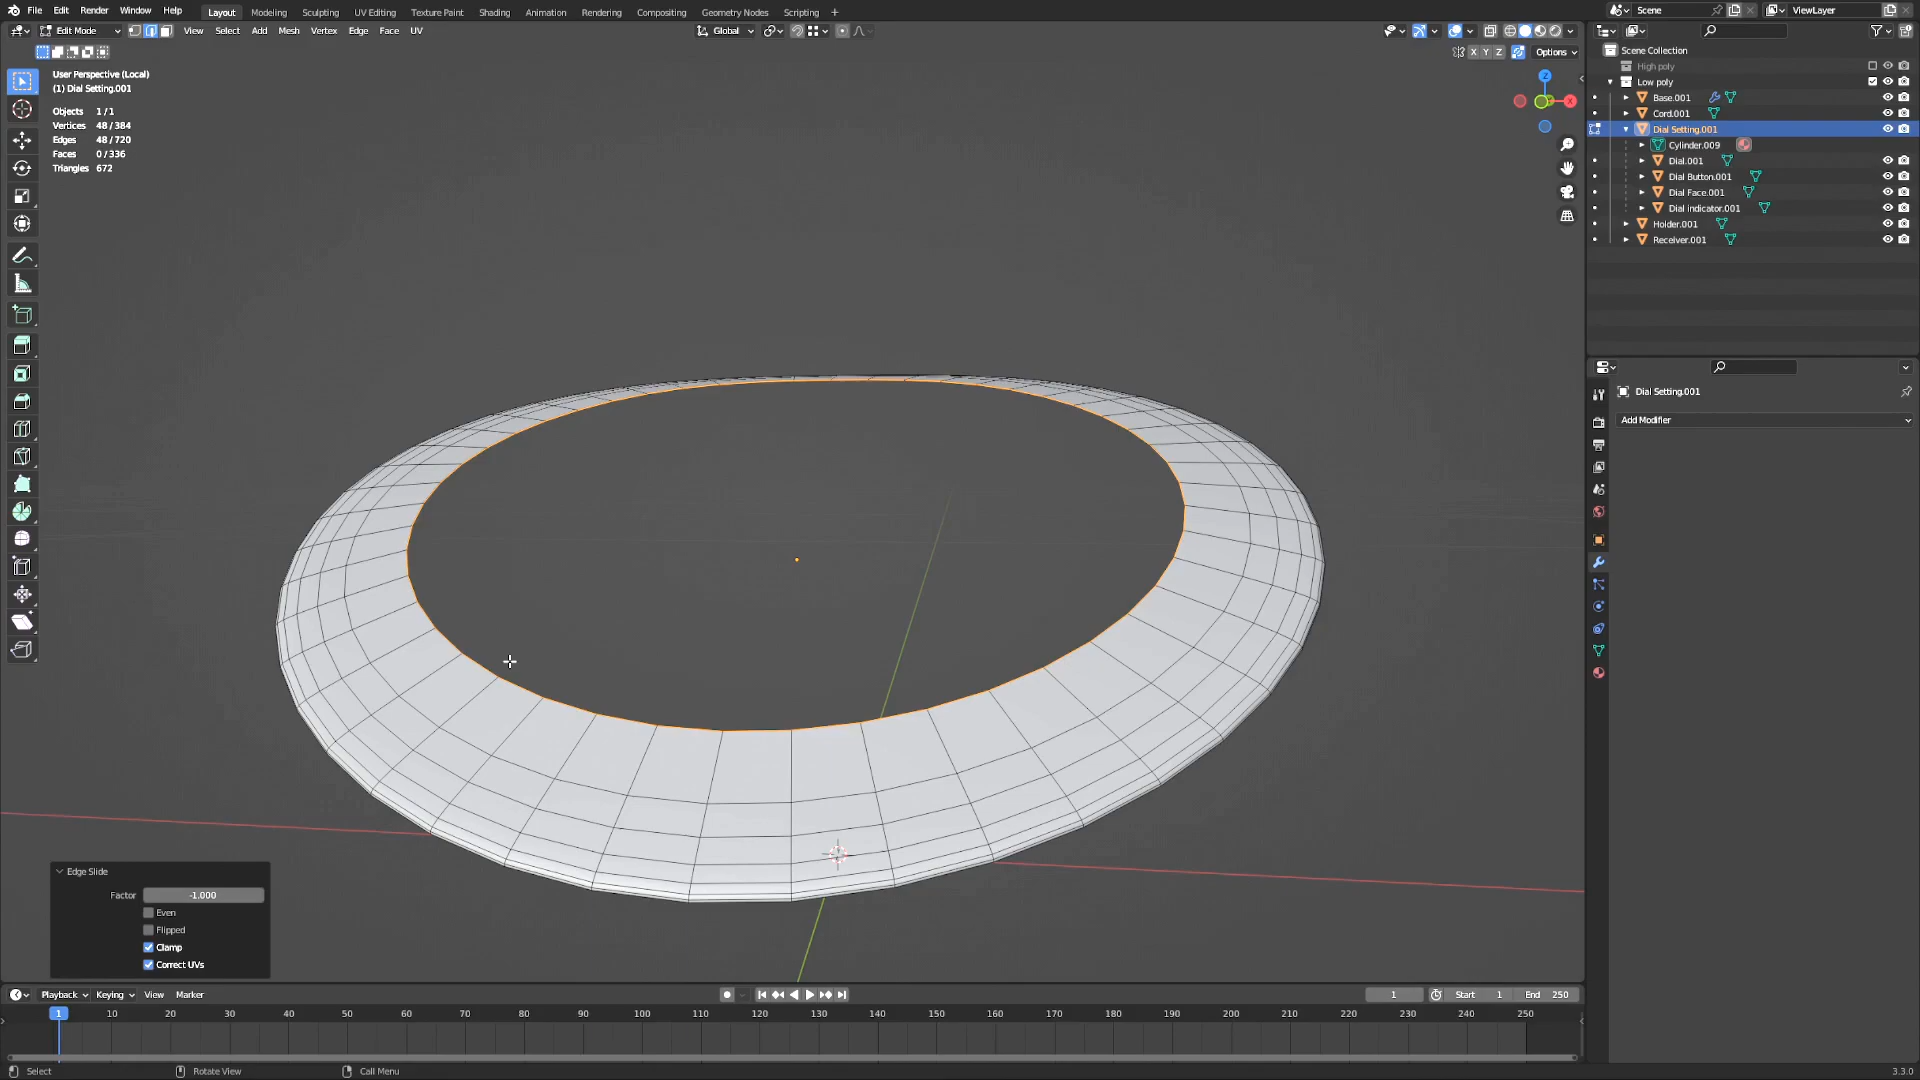 File Edit Render Window Help Layout Modeling Sculpting UV Editing Texture Paint Shading Animation Rendering Compositing Geometry Nodes Scripting + Scene ViewLayer
Edit Mode View Select Add Mesh Vertex Edge Face UV Global
X Y Z Options
User Perspective (Local)
(1) Dial Setting.001
Objects 1/1
Vertices 48/384
Edges 48/720
Faces 0/336
Triangles 672
Z
X
Scene Collection
High poly
Low poly
Base.001
Cord.001
Dial Setting.001
Cylinder.009
Dial.001
Dial Button.001
Dial Face.001
Dial indicator.001
Holder.001
Receiver.001
Dial Setting.001
Add Modifier
Edge Slide
Factor -1.000
Even
Flipped
Clamp
Correct UVs
Playback Keying View Marker 1 Start 1 End 250
1 10 20 30 40 50 60 70 80 90 100 110 120 130 140 150 160 170 180 190 200 210 220 230 240 250
Select Rotate View Call Menu 3.3.0